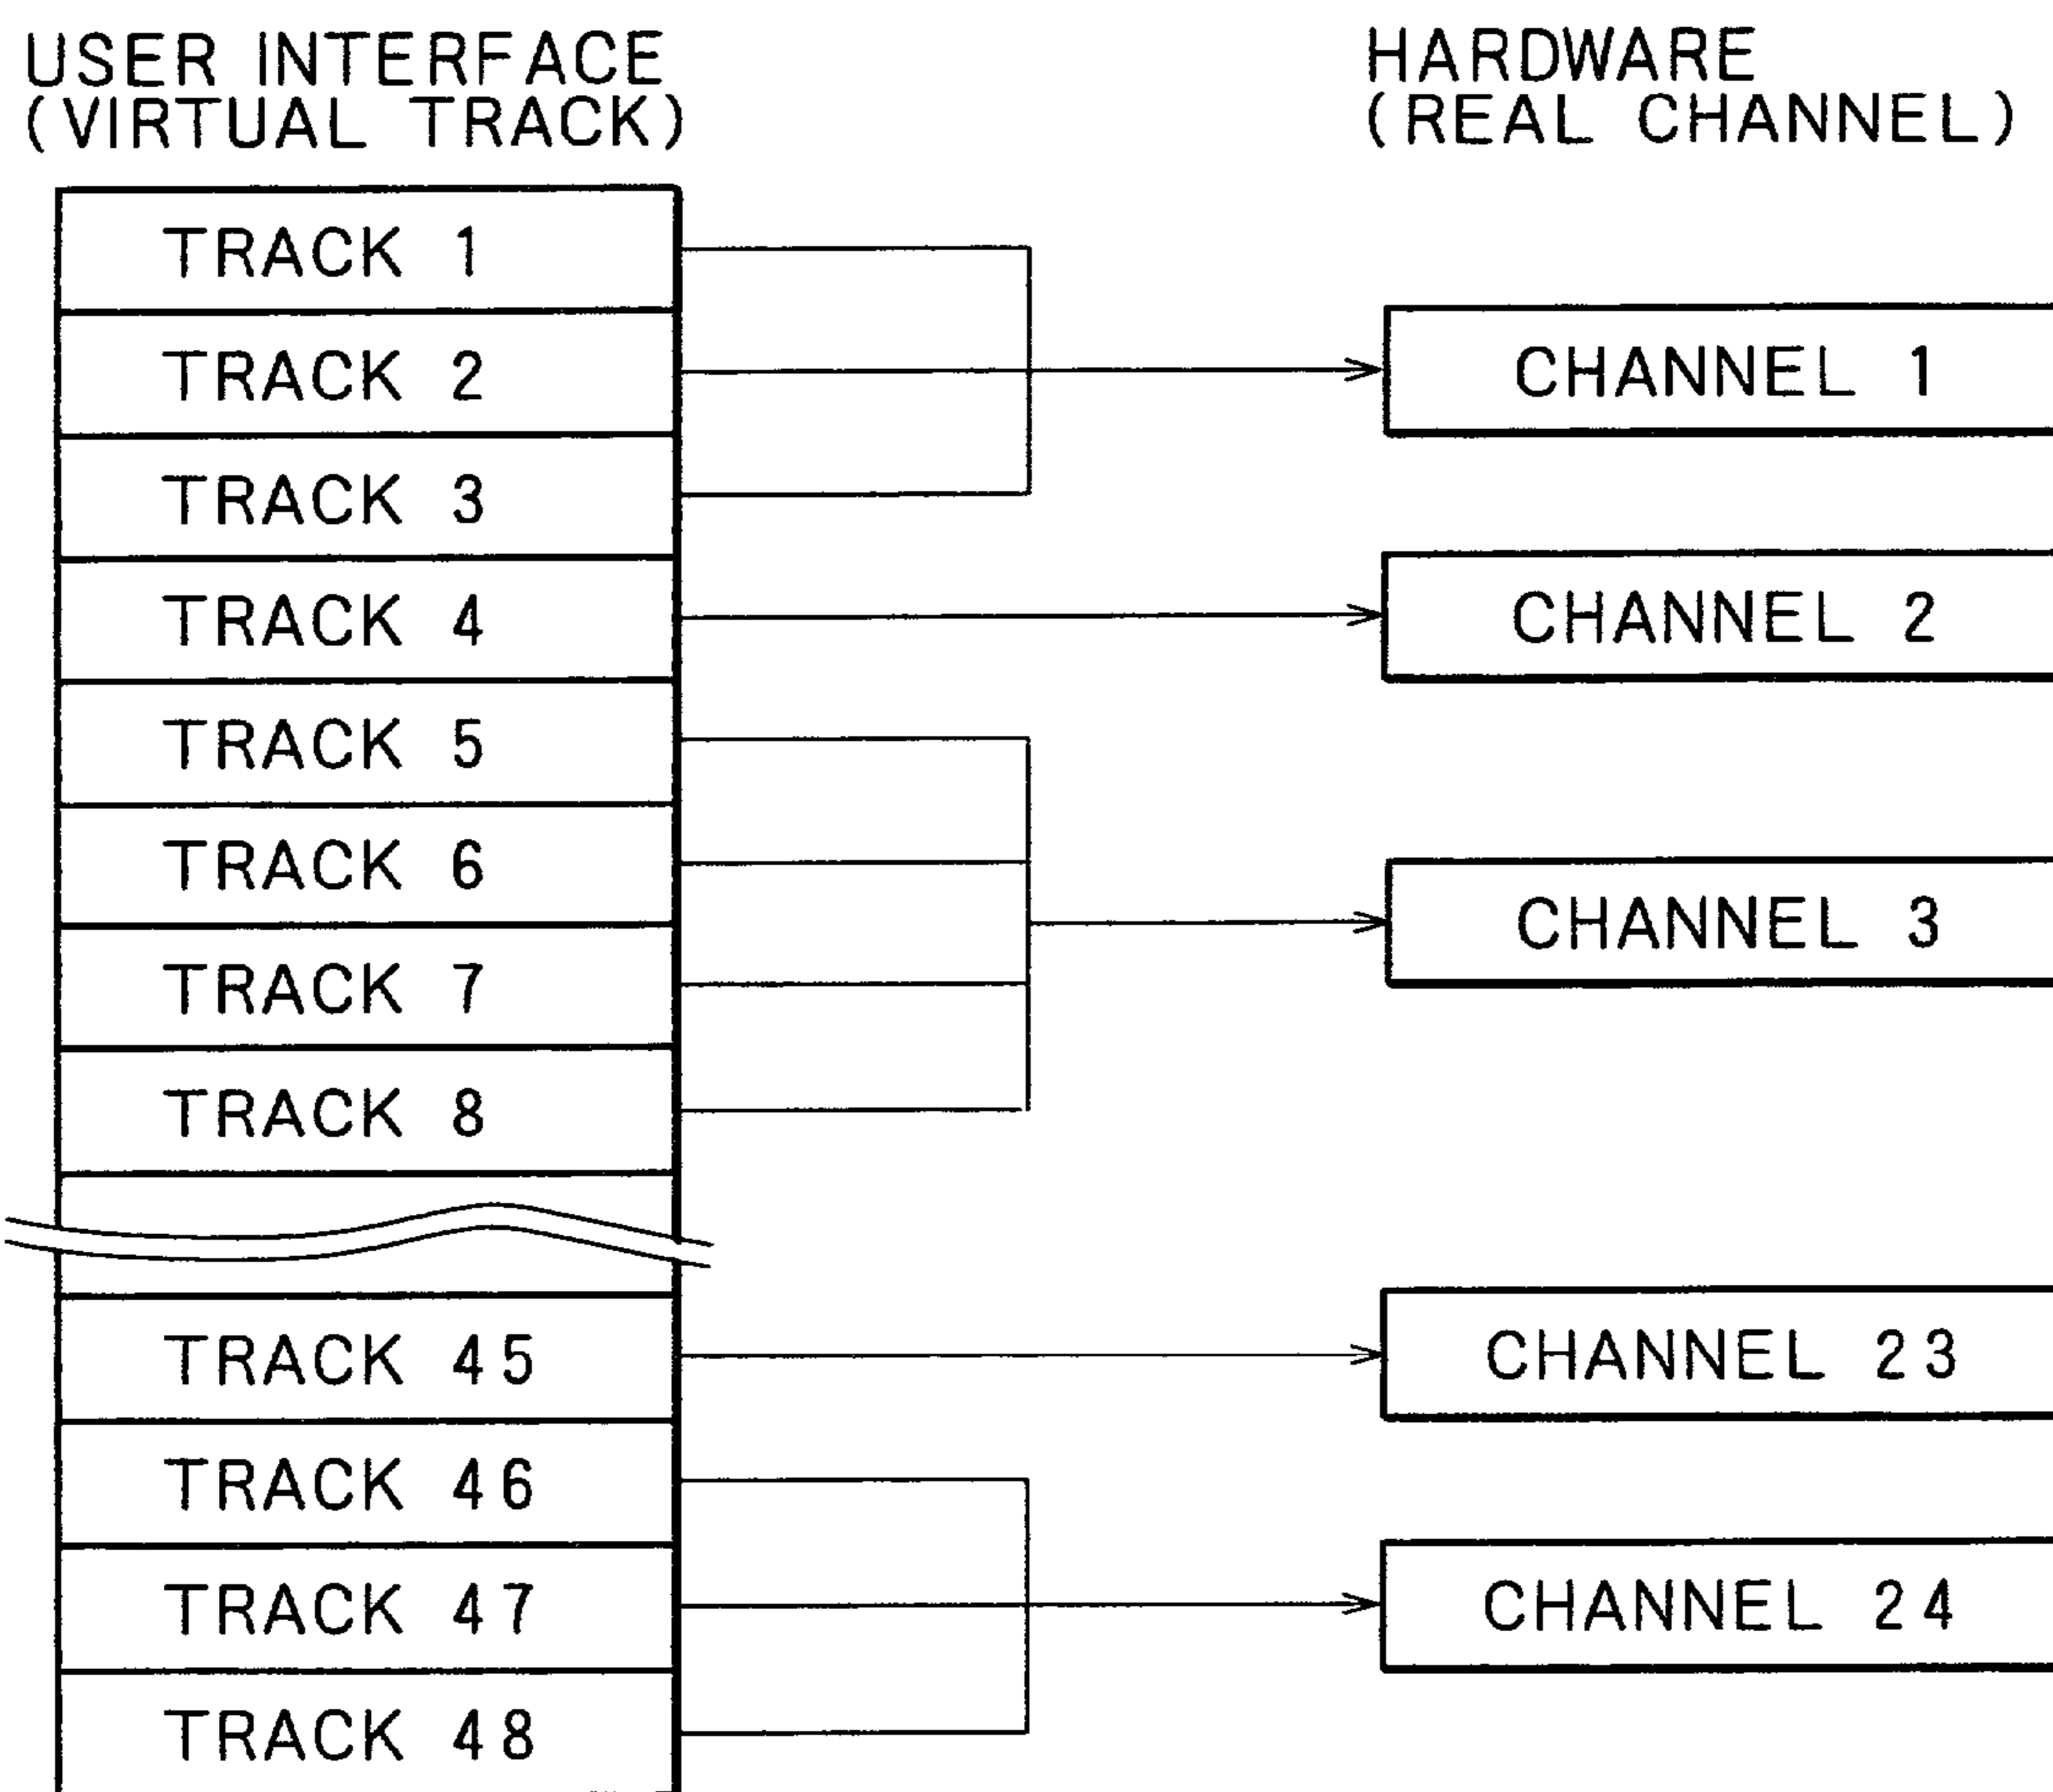 USER INTERFACE
(VIRTUAL TRACK)
HARDWARE
(REAL CHANNEL)
TRACK 1
TRACK 2
TRACK 3
TRACK 4
TRACK 5
TRACK 6
TRACK 7
TRACK 8
TRACK 45
TRACK 46
TRACK 47
TRACK 48
CHANNEL 1
CHANNEL 2
CHANNEL 3
CHANNEL 23
CHANNEL 24